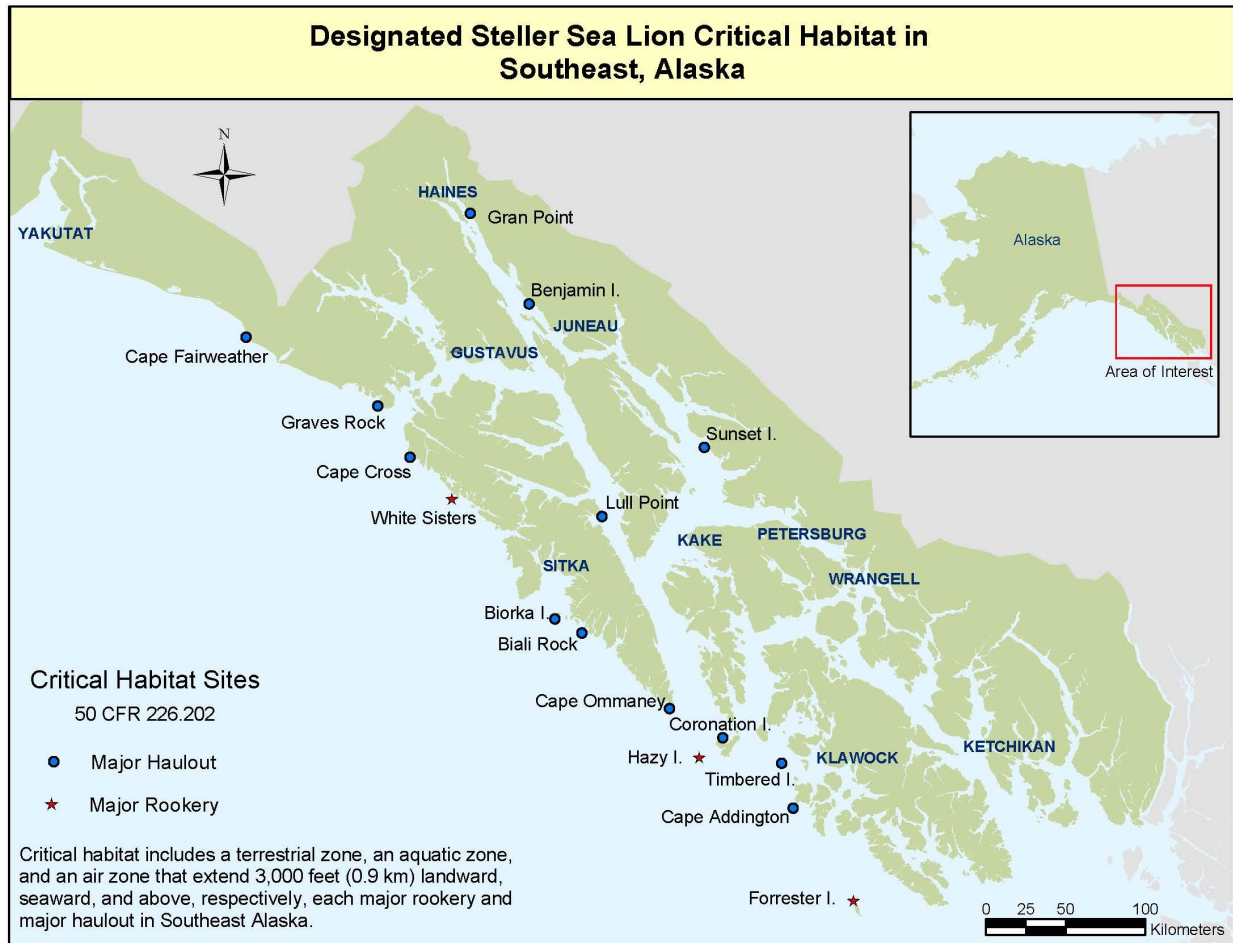 Designated Steller Sea Lion Critical Habitat in
Southeast, Alaska
N
HAINES
Gran Point
YAKUTAT
Alaska
Benjamin I.
JUNEAU
Cape Fairweather
GUSTAVUS
Area of Interest
Graves Rock
Sunset I.
Cape Cross
Lull Point
White Sisters
KAKE
PETERSBURG
SITKA
WRANGELL
Biorka I.
Biali Rock
Critical Habitat Sites
50 CFR 226.202
Major Haulout
Major Rookery
Cape Ommaney
Coronation I.
Hazy I.
KLAWOCK
KETCHIKAN
Timbered I.
Cape Addington
Critical habitat includes a terrestrial zone, an aquatic zone,
and an air zone that extend 3,000 feet (0.9 km) landward,
seaward, and above, respectively, each major rookery and
major haulout in Southeast Alaska.
Forrester I.
0 25 50 100
Kilometers